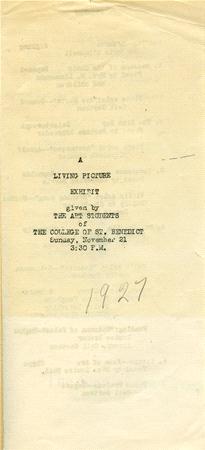 A
LIVING PICTURE
EXHIBIT
given by
THE ART STUDENTS
of
THE COLLEGE OF ST. BENEDICT
Sunday, November 21
3:30 P.M.
1927